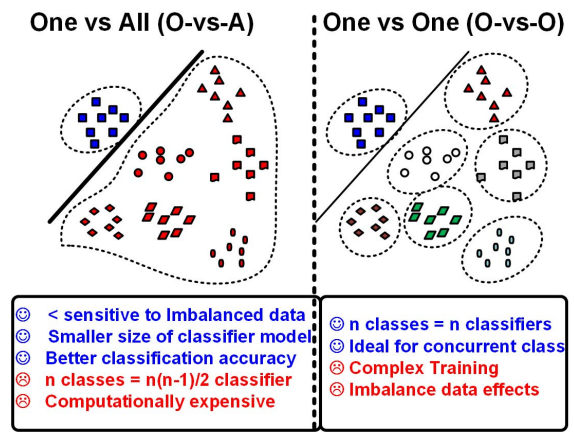 One vs All (O-vs-A)
One vs One (O-vs-O)
< sensitive to Imbalanced data
Smaller size of classifier model
Better classification accuracy
n classes = n(n-1)/2 classifier
Computationally expensive
n classes = n classifiers
Ideal for concurrent class
Complex Training
Imbalance data effects